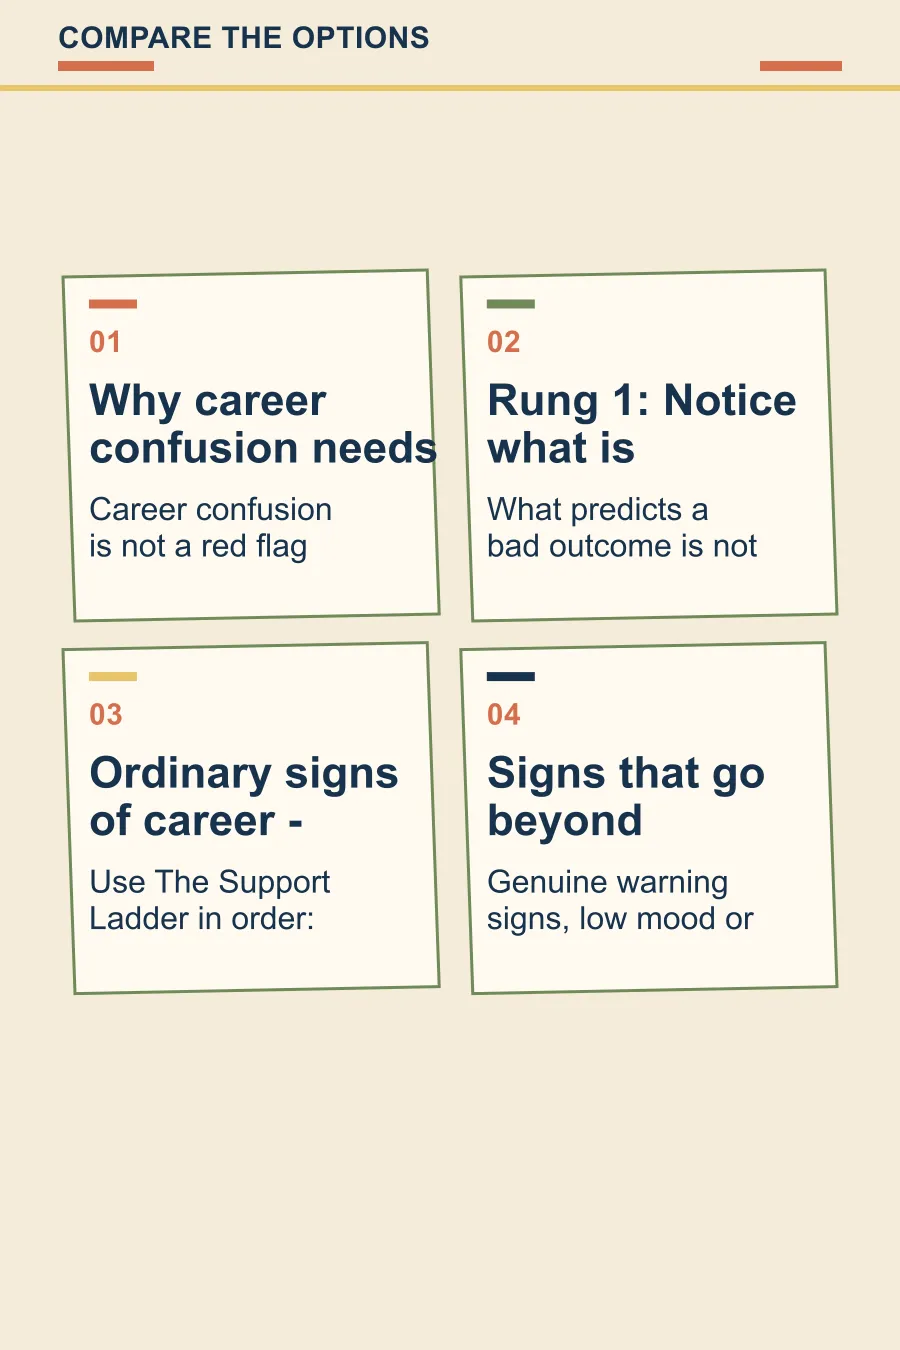 COMPARE THE OPTIONS
01
Why career
confusion needs
Career confusion
is not a red flag
02
Rung 1: Notice
what is
What predicts a
bad outcome is not
03
Ordinary signs
of career -
Use The Support
Ladder in order:
04
Signs that go
beyond
Genuine warning
signs, low mood or